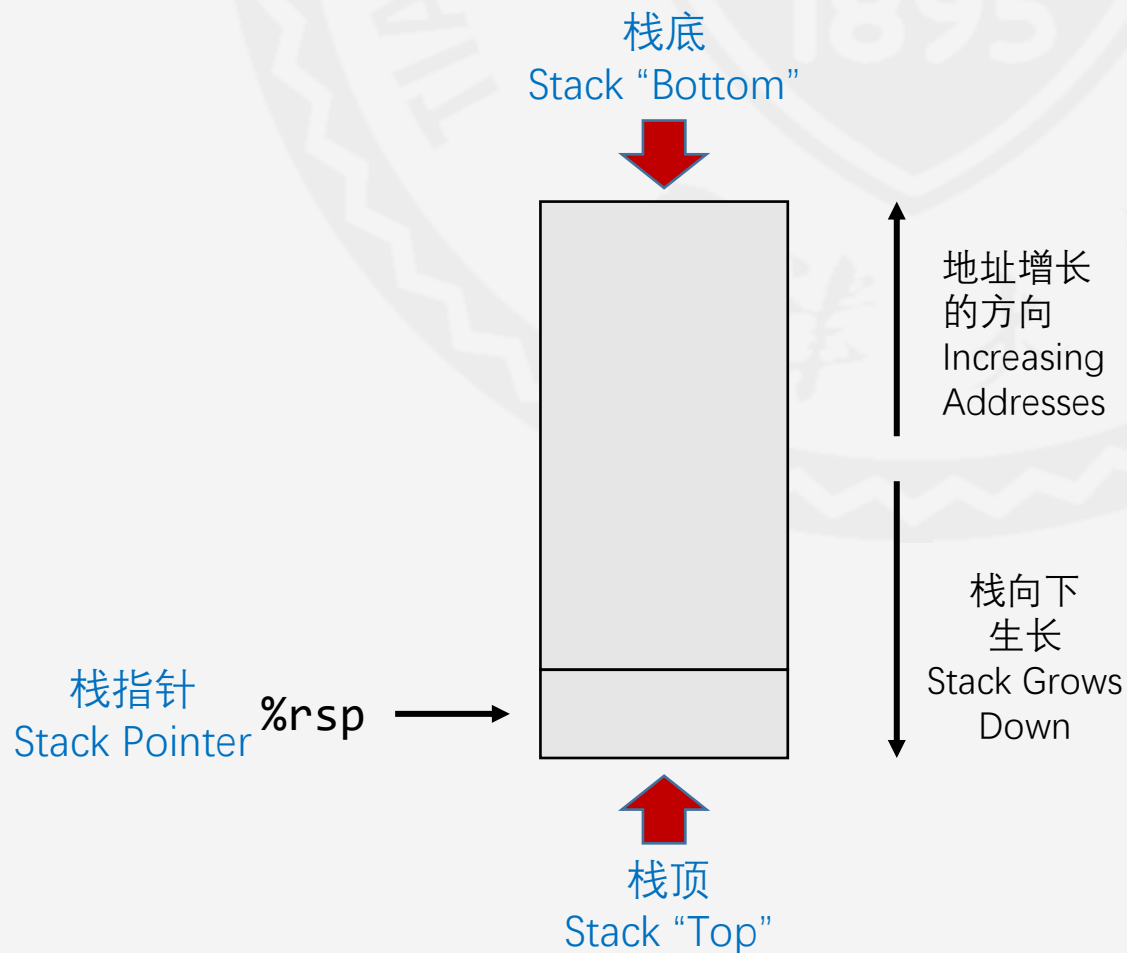 栈底
Stack “Bottom”
地址增长
的方向
Increasing
Addresses
栈向下
生长
Stack Grows
Down
栈指针
Stack Pointer
%rsp
栈顶
Stack “Top”
1895